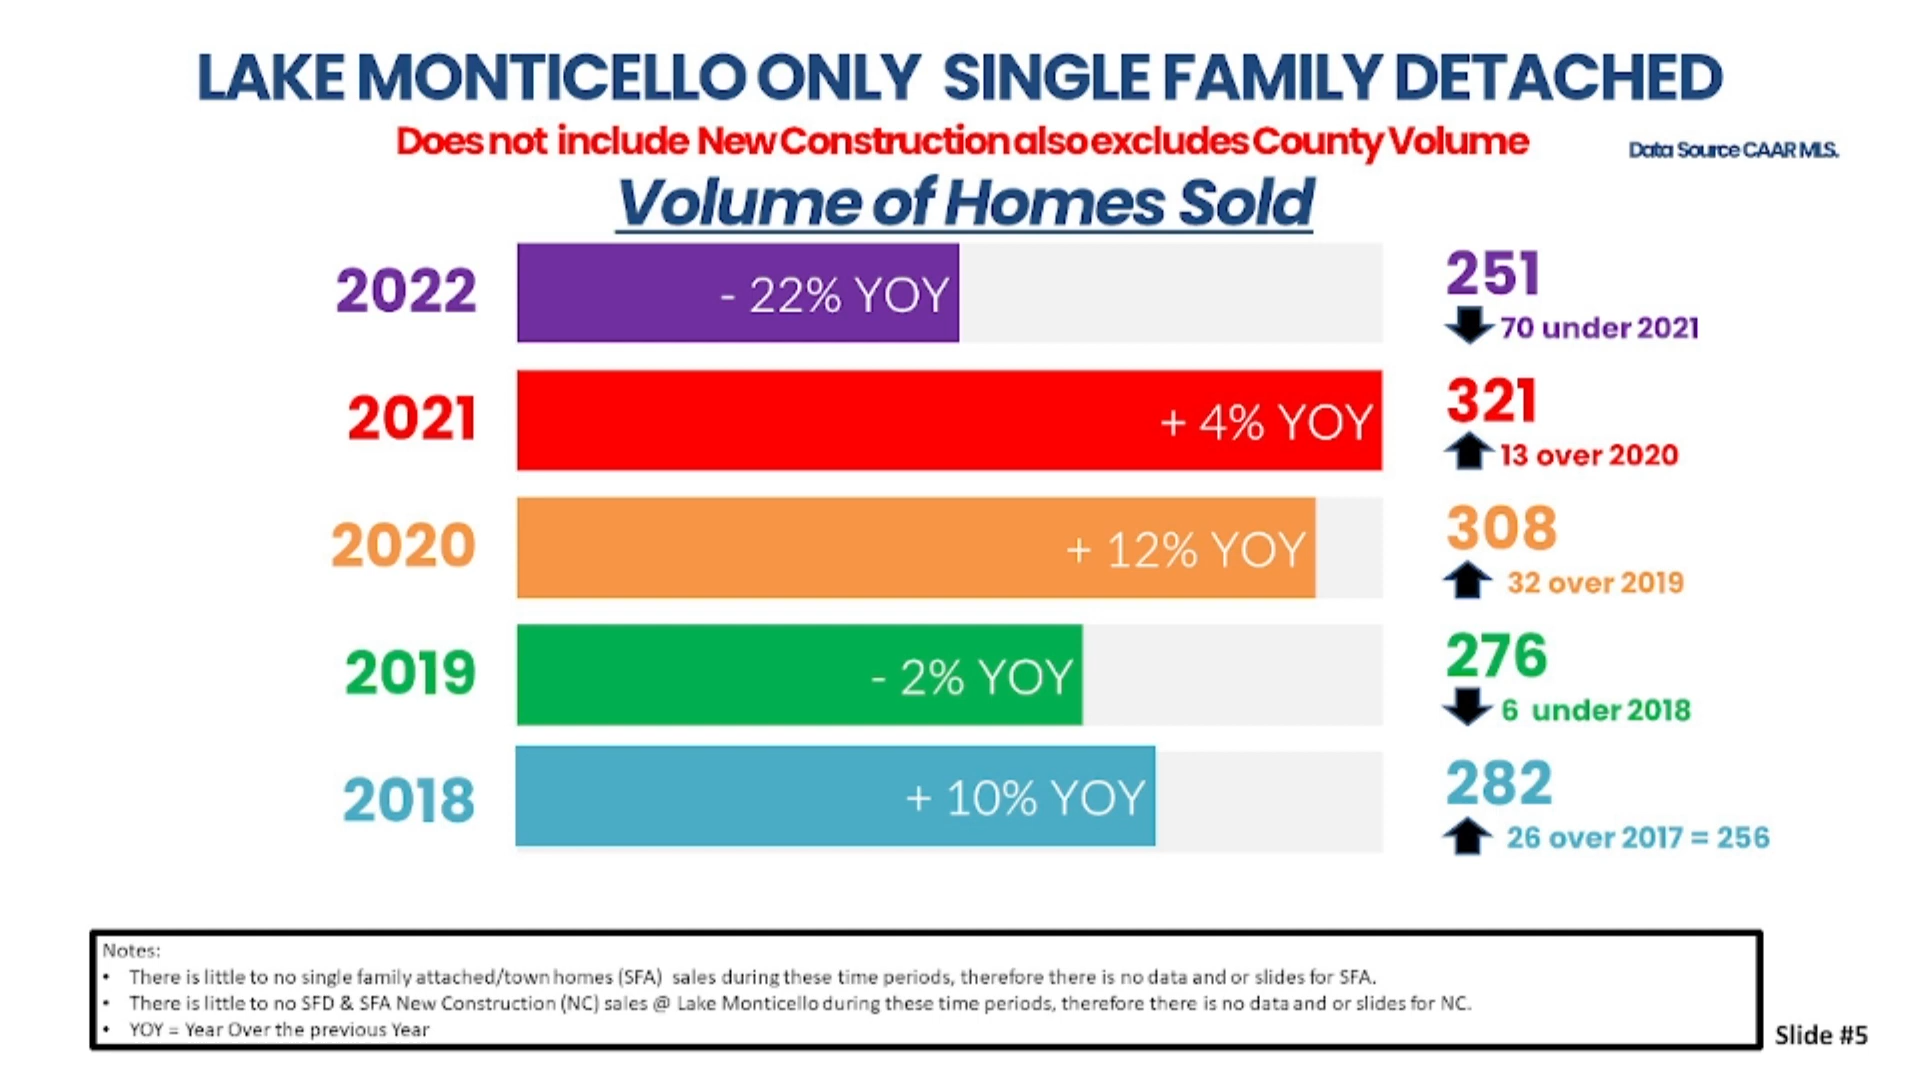 LAKE MONTICELLO ONLY SINGLE FAMILY DETACHED
Does not include New Construction also excludes County Volume
Data Source CAAR MLS.
Volume of Homes Sold
2022
- 22% YOY
251
70 under 2021
2021
+ 4% YOY
321
13 over 2020
2020
+ 12% YOY
308
32 over 2019
2019
- 2% YOY
276
6 under 2018
2018
+ 10% YOY
282
26 over 2017 = 256
Notes:
• There is little to no single family attached/townhomes (SFA) sales during these time periods, therefore there is no data and or slides for SFA.
• There is little to no SFD & SFA New Construction (NC) sales @ Lake Monticello during these time periods, therefore there is no data and or slides for NC.
• YOY = Year Over the previous Year
Slide #5